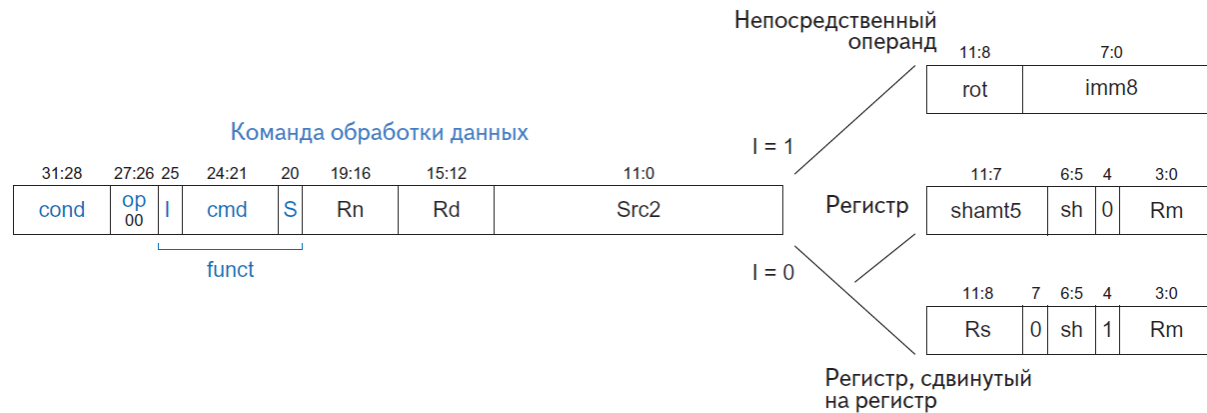 Непосредственный
операнд
11:8 7:0
rot imm8
Команда обработки данных
I = 1
31:28 27:26 25 24:21 20 19:16 15:12 11:0
cond op 00 I cmd S Rn Rd Src2
funct
Регистр
11:7 6:5 4 3:0
shamt5 sh 0 Rm
I = 0
11:8 7 6:5 4 3:0
Rs 0 sh 1 Rm
Регистр, сдвинутый
на регистр